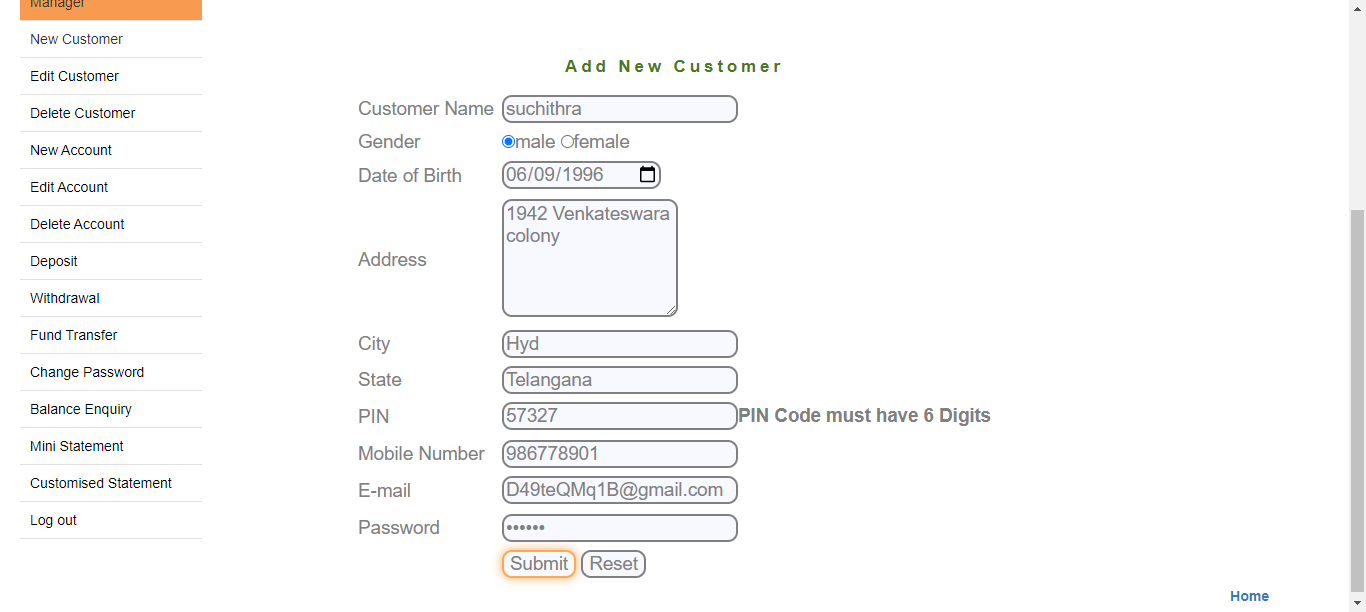 Manager
New Customer
Edit Customer
Delete Customer
New Account
Edit Account
Delete Account
Deposit
Withdrawal
Fund Transfer
Change Password
Balance Enquiry
Mini Statement
Customised Statement
Log out
Add New Customer
Customer Name suchithra
Gender male female
Date of Birth 06/09/1996
Address 1942 Venkateswara
colony
City Hyd
State Telangana
PIN 57327 PIN Code must have 6 Digits
Mobile Number 986778901
E-mail D49teQMq1B@gmail.com
Password ••••••
Submit Reset
Home